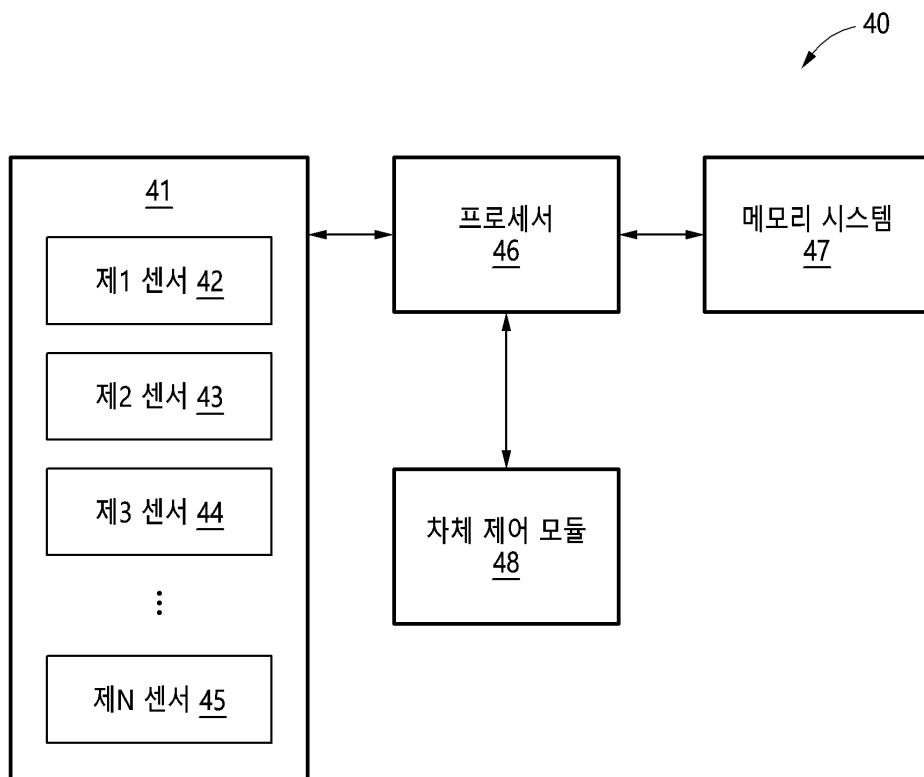 40
41
제1 센서 42
제2 센서 43
제3 센서 44
⋮
제N 센서 45
프로세서
46
메모리 시스템
47
차체 제어 모듈
48